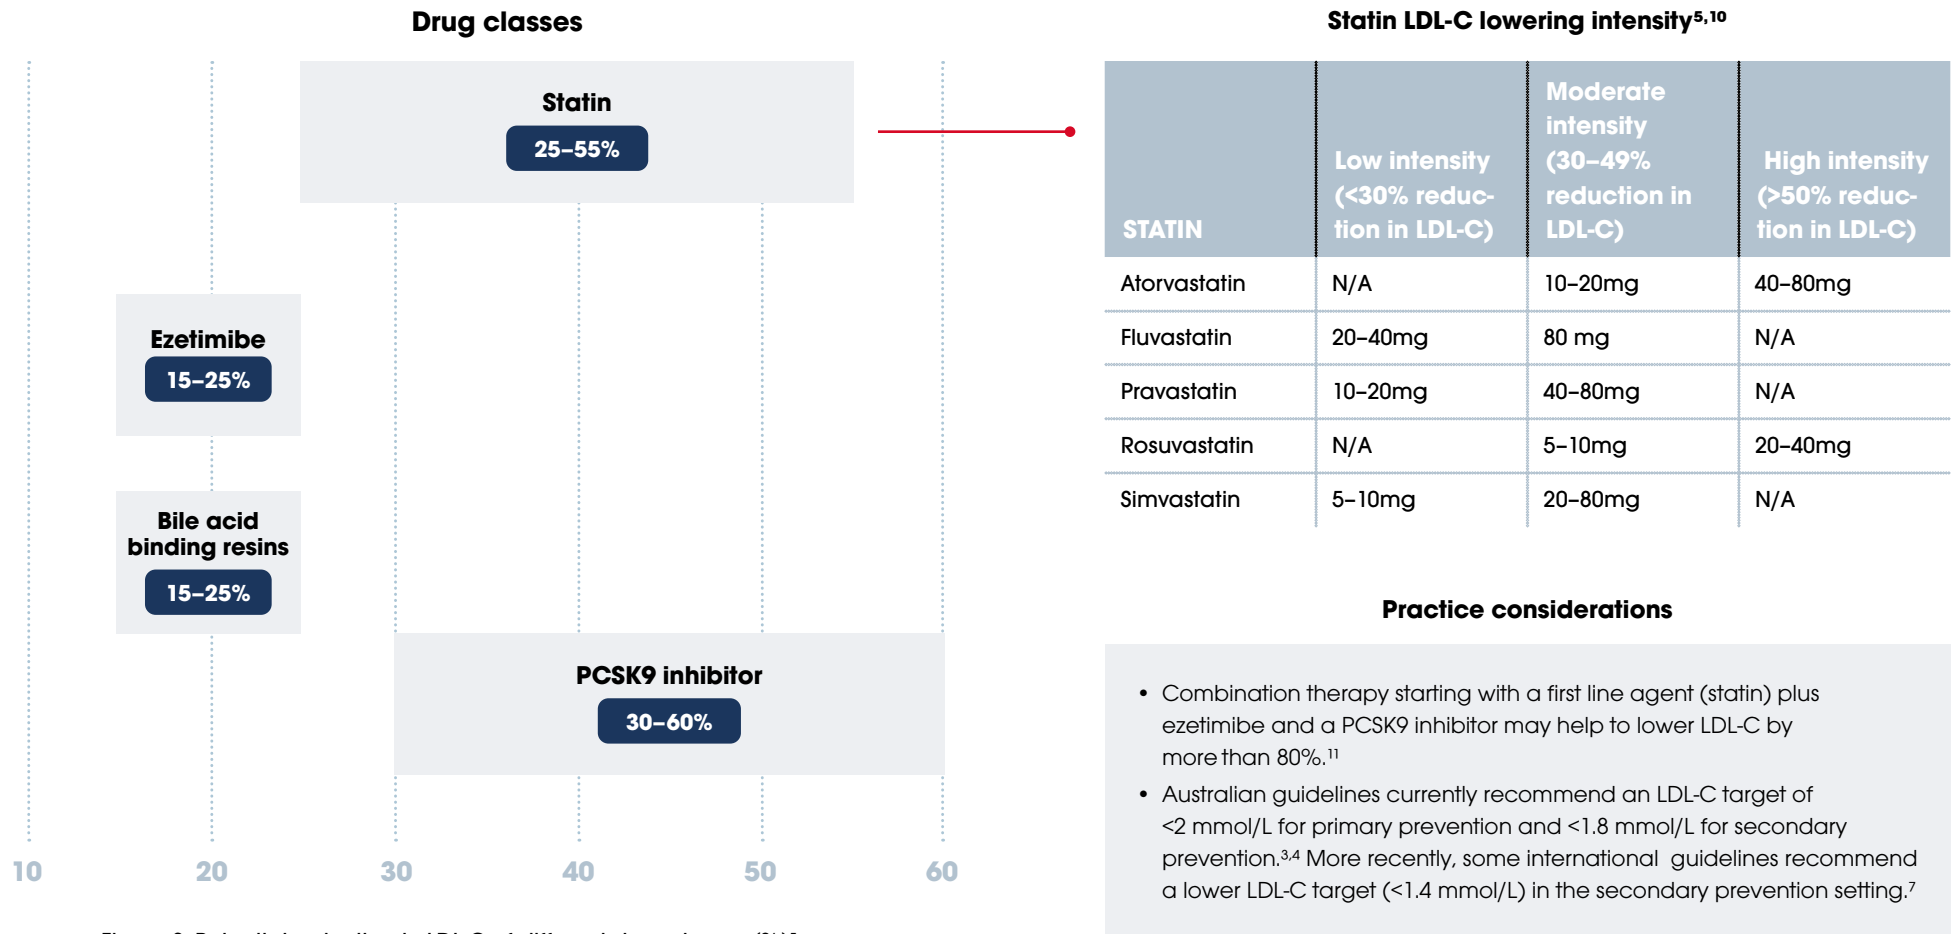 Drug classes
Statin
25–55%
Ezetimibe
15–25%
Bile acid
binding resins
15–25%
PCSK9 inhibitor
30–60%
10 20 30 40 50 60
Statin LDL-C lowering intensity⁵,¹⁰
STATIN
Low intensity
(<30% reduc-
tion in LDL-C)
Moderate
intensity
(30–49%
reduction in
LDL-C)
High intensity
(>50% reduc-
tion in LDL-C)
Atorvastatin N/A 10–20mg 40–80mg
Fluvastatin 20–40mg 80 mg N/A
Pravastatin 10–20mg 40–80mg N/A
Rosuvastatin N/A 5–10mg 20–40mg
Simvastatin 5–10mg 20–80mg N/A
Practice considerations
• Combination therapy starting with a first line agent (statin) plus
ezetimibe and a PCSK9 inhibitor may help to lower LDL-C by
more than 80%.¹¹
• Australian guidelines currently recommend an LDL-C target of
<2 mmol/L for primary prevention and <1.8 mmol/L for secondary
prevention.³,⁴ More recently, some international guidelines recommend
a lower LDL-C target (<1.4 mmol/L) in the secondary prevention setting.⁷